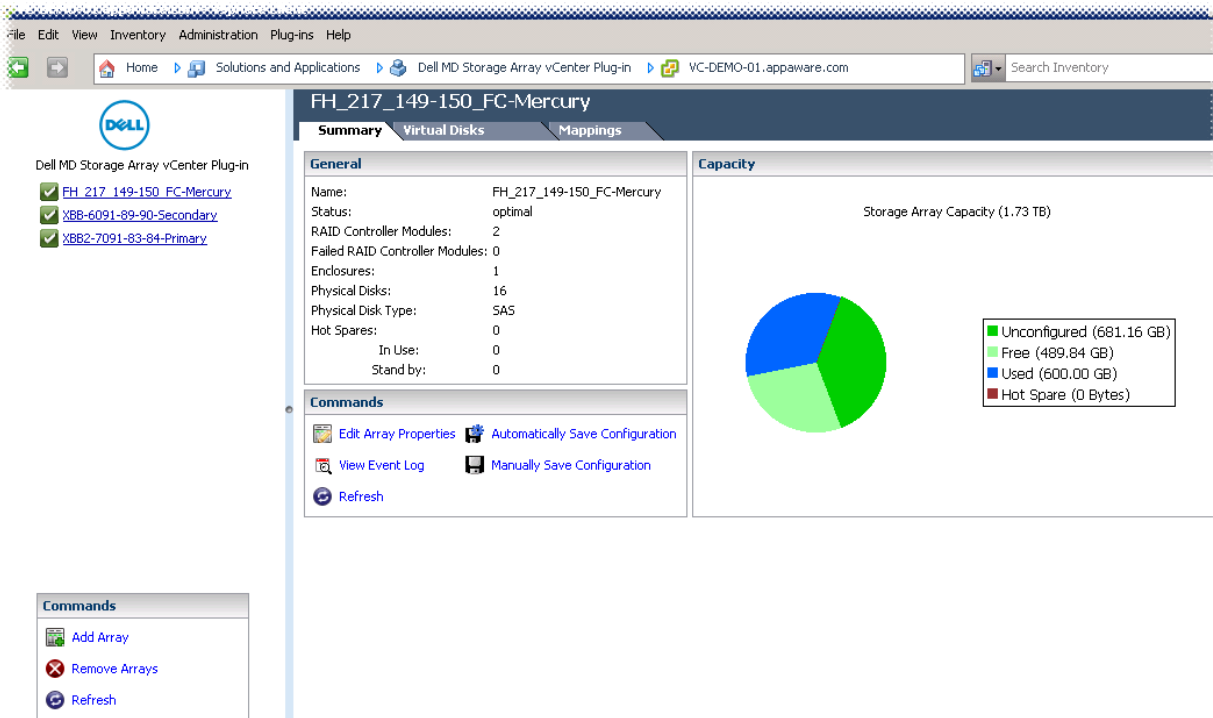 File Edit View Inventory Administration Plug-ins Help
Home Solutions and Applications Dell MD Storage Array vCenter Plug-in VC-DEMO-01.appaware.com Search Inventory
DELL
Dell MD Storage Array vCenter Plug-in
FH_217_149-150_FC-Mercury
XBB-6091-89-90-Secondary
XBB2-7091-83-84-Primary
FH_217_149-150_FC-Mercury
Summary Virtual Disks Mappings
General
Name: FH_217_149-150_FC-Mercury
Status: optimal
RAID Controller Modules: 2
Failed RAID Controller Modules: 0
Enclosures: 1
Physical Disks: 16
Physical Disk Type: SAS
Hot Spares: 0
In Use: 0
Stand by: 0
Commands
Edit Array Properties Automatically Save Configuration
View Event Log Manually Save Configuration
Refresh
Capacity
Storage Array Capacity (1.73 TB)
Unconfigured (681.16 GB)
Free (489.84 GB)
Used (600.00 GB)
Hot Spare (0 Bytes)
Commands
Add Array
Remove Arrays
Refresh